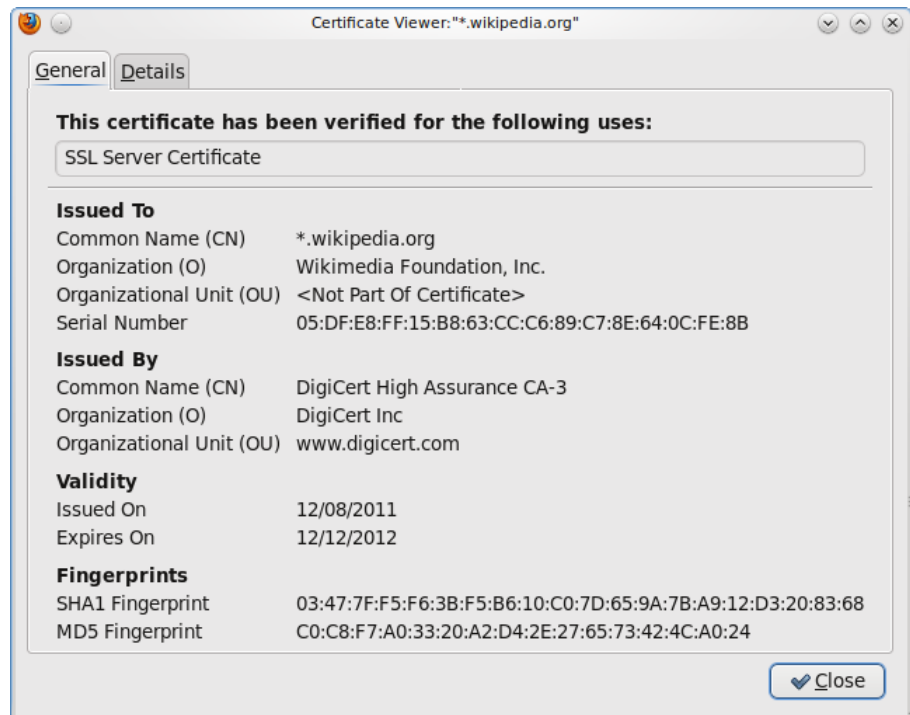 Certificate Viewer:"*.wikipedia.org"
General Details
This certificate has been verified for the following uses:
SSL Server Certificate
Issued To
Common Name (CN) *.wikipedia.org
Organization (O) Wikimedia Foundation, Inc.
Organizational Unit (OU) <Not Part Of Certificate>
Serial Number 05:DF:E8:FF:15:B8:63:CC:C6:89:C7:8E:64:0C:FE:8B
Issued By
Common Name (CN) DigiCert High Assurance CA-3
Organization (O) DigiCert Inc
Organizational Unit (OU) www.digicert.com
Validity
Issued On 12/08/2011
Expires On 12/12/2012
Fingerprints
SHA1 Fingerprint 03:47:7F:F5:F6:3B:F5:B6:10:C0:7D:65:9A:7B:A9:12:D3:20:83:68
MD5 Fingerprint C0:C8:F7:A0:33:20:A2:D4:2E:27:65:73:42:4C:A0:24
Close